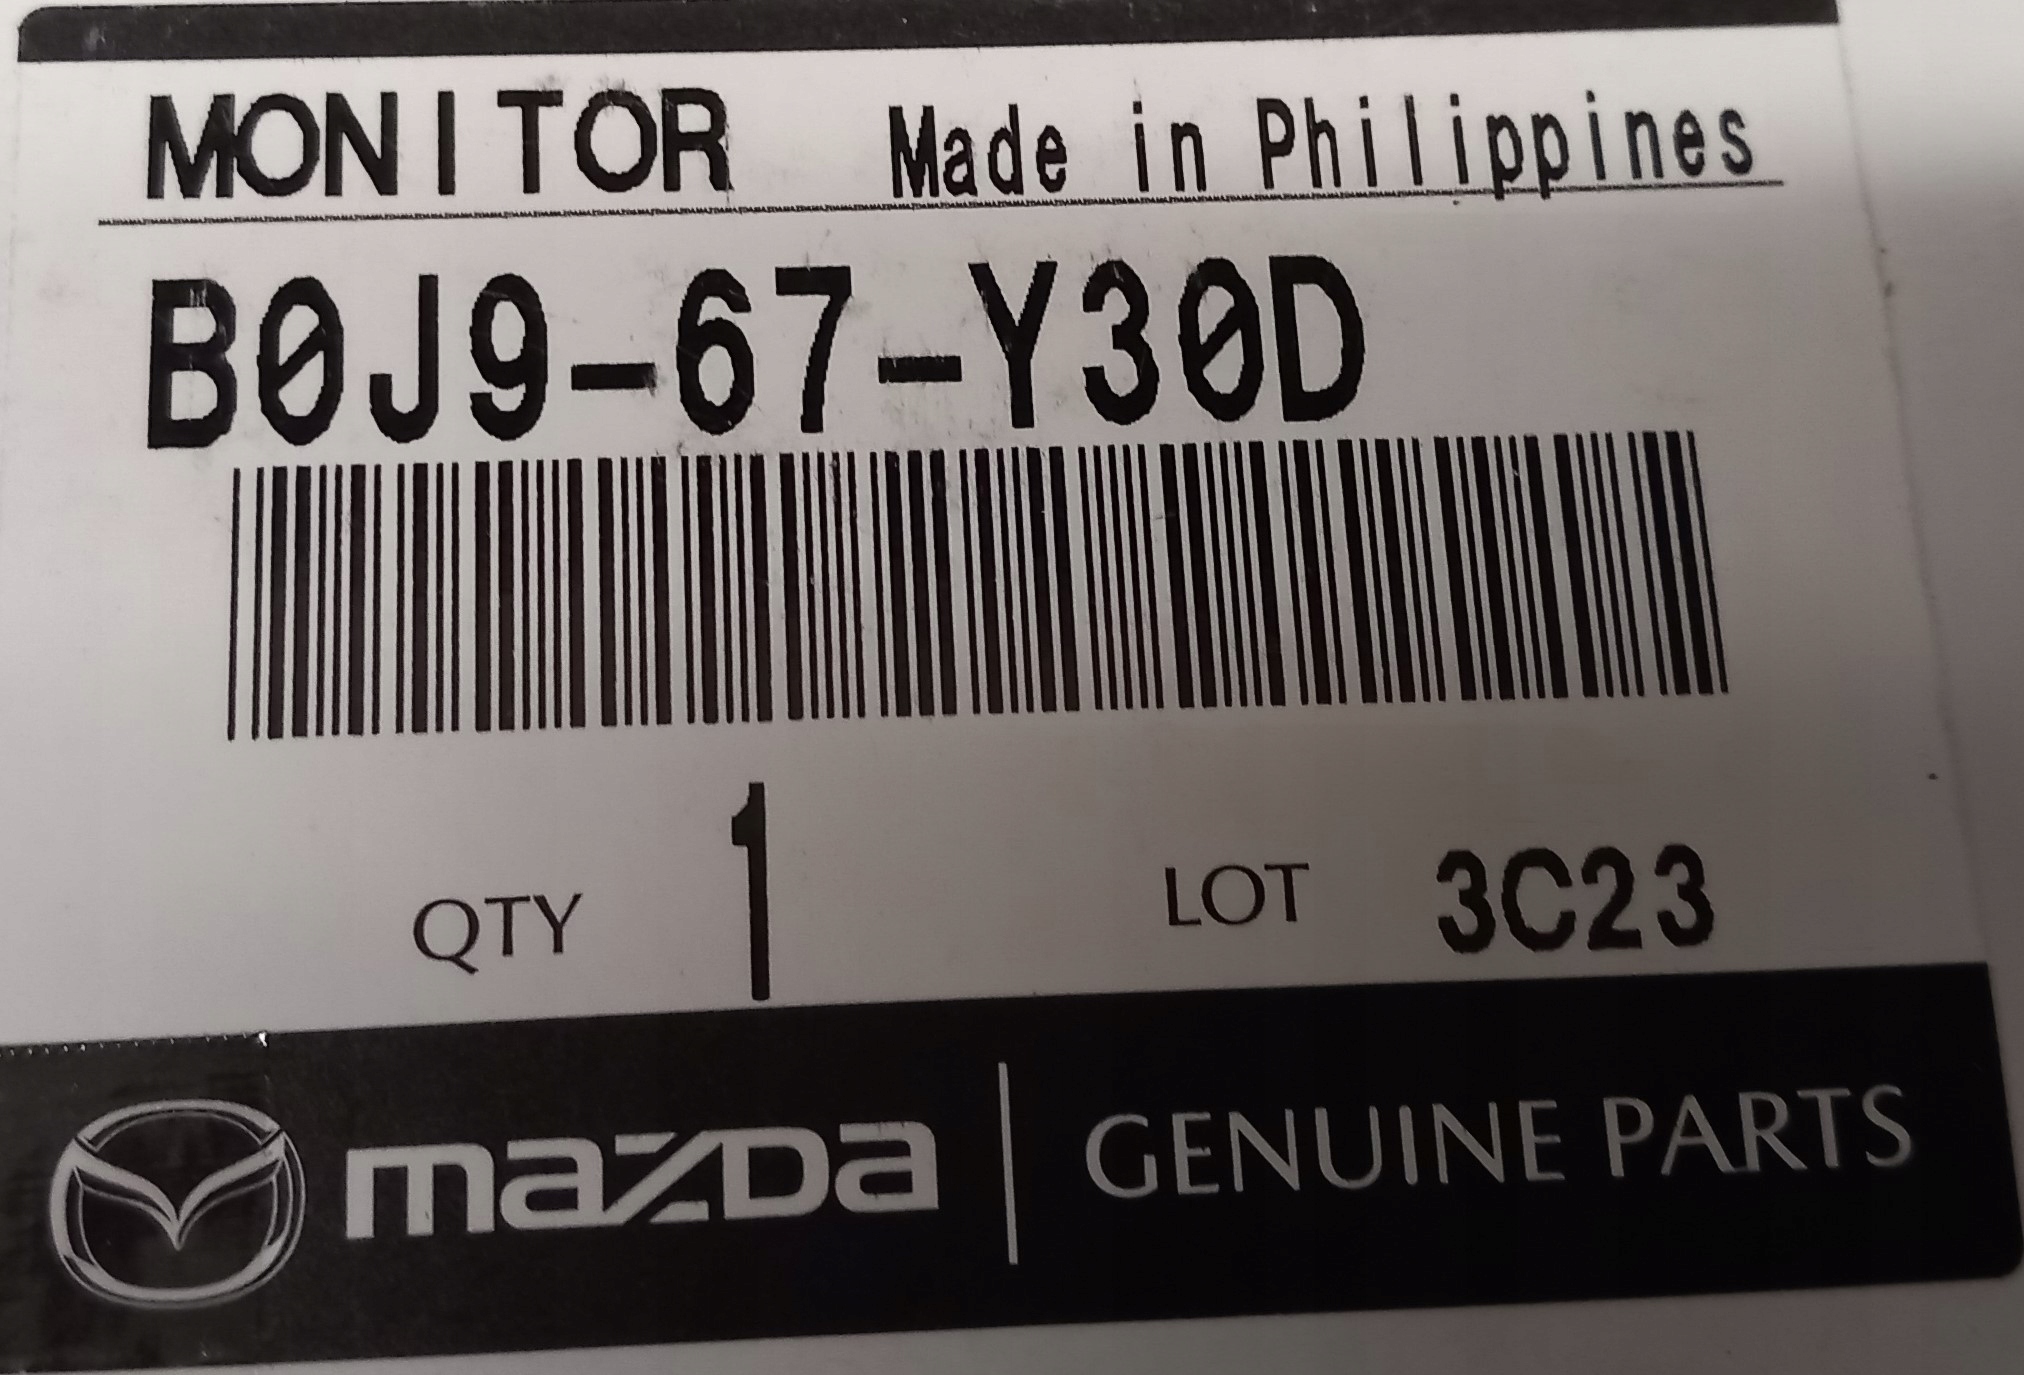 MONITOR Made in Philippines
B0J9-67-Y30D
QTY 1 LOT 3C23
mazda | GENUINE PARTS